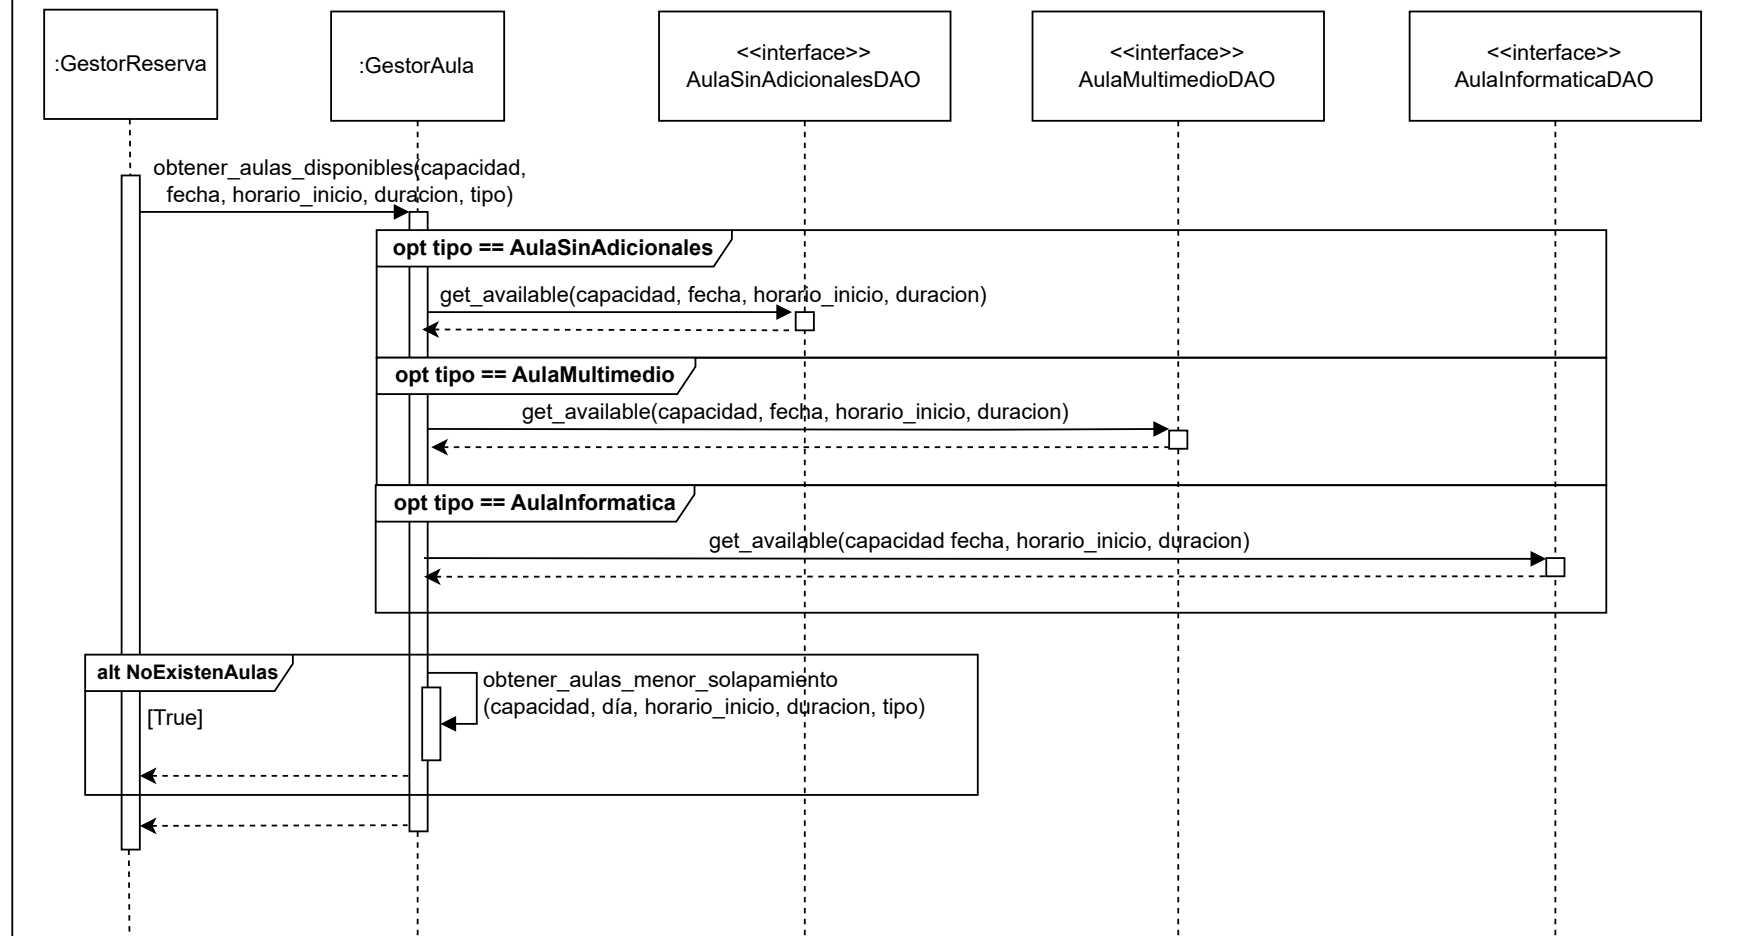 :GestorReserva
:GestorAula
<<interface>>
AulaSinAdicionalesDAO
<<interface>>
AulaMultimedioDAO
<<interface>>
AulaInformaticaDAO
obtener_aulas_disponibles(capacidad,
fecha, horario_inicio, duracion, tipo)
opt tipo == AulaSinAdicionales
get_available(capacidad, fecha, horario_inicio, duracion)
opt tipo == AulaMultimedio
get_available(capacidad, fecha, horario_inicio, duracion)
opt tipo == AulaInformatica
get_available(capacidad fecha, horario_inicio, duracion)
alt NoExistenAulas
obtener_aulas_menor_solapamiento
(capacidad, día, horario_inicio, duracion, tipo)
[True]